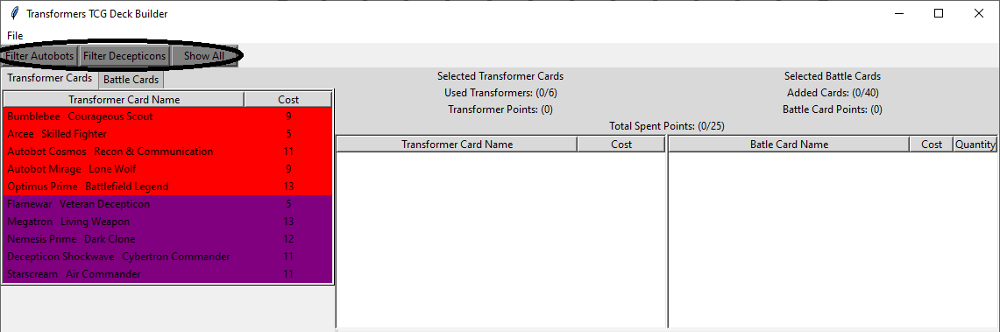 Transformers TCG Deck Builder
File
Filter Autobots Filter Decepticons Show All
Transformer Cards Battle Cards
Transformer Card Name Cost
Bumblebee Courageous Scout 9
Arcee Skilled Fighter 5
Autobot Cosmos Recon & Communication 11
Autobot Mirage Lone Wolf 9
Optimus Prime Battlefield Legend 13
Flamewar Veteran Decepticon 5
Megatron Living Weapon 13
Nemesis Prime Dark Clone 12
Decepticon Shockwave Cybertron Commander 11
Starscream Air Commander 11
Selected Transformer Cards
Used Transformers: (0/6)
Transformer Points: (0)
Selected Battle Cards
Added Cards: (0/40)
Battle Card Points: (0)
Total Spent Points: (0/25)
Transformer Card Name Cost
Batle Card Name Cost Quantity